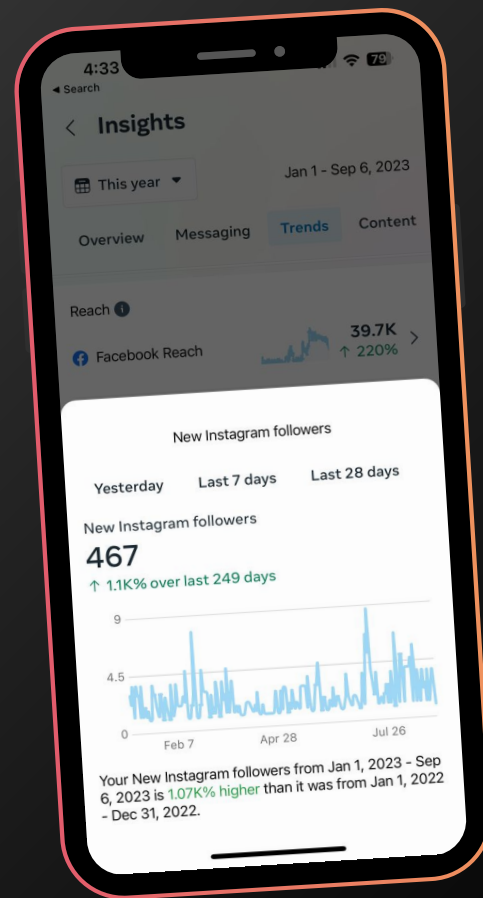 4:33
79
◂ Search
Insights
This year
Jan 1 - Sep 6, 2023
Overview Messaging Trends Content
Reach
Facebook Reach
39.7K
↑ 220%
New Instagram followers
Yesterday Last 7 days Last 28 days
New Instagram followers
467
↑ 1.1K% over last 249 days
9
4.5
0
Feb 7 Apr 28 Jul 26
Your New Instagram followers from Jan 1, 2023 - Sep
6, 2023 is 1.07K% higher than it was from Jan 1, 2022
- Dec 31, 2022.